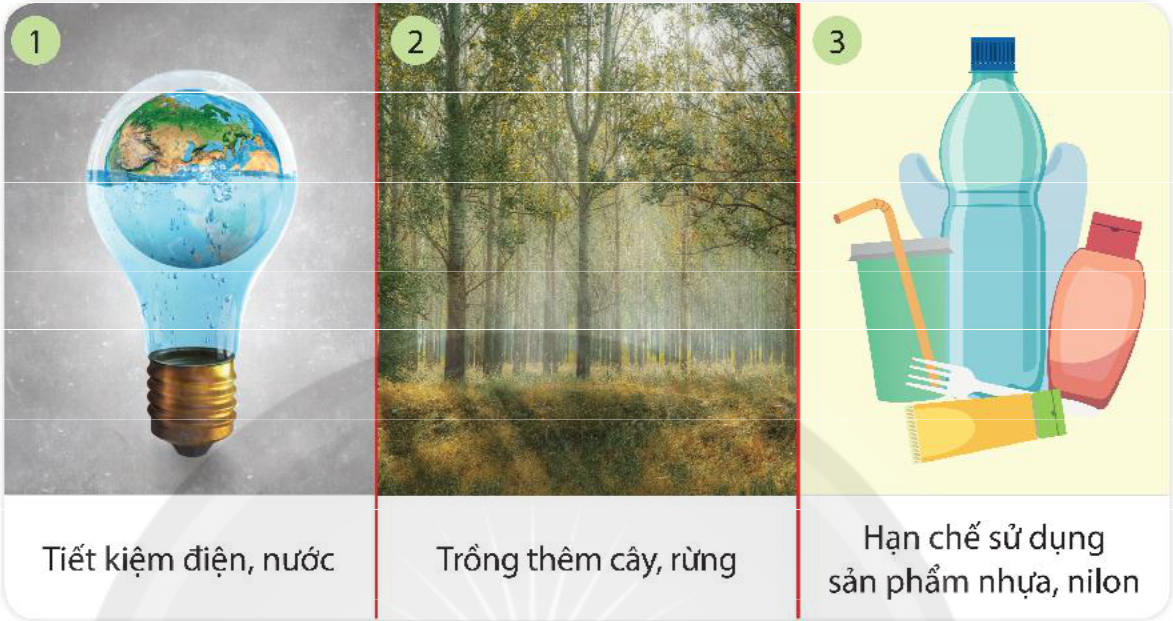 1
2
3
Tiết kiệm điện, nước
Trồng thêm cây, rừng
Hạn chế sử dụng
sản phẩm nhựa, nilon